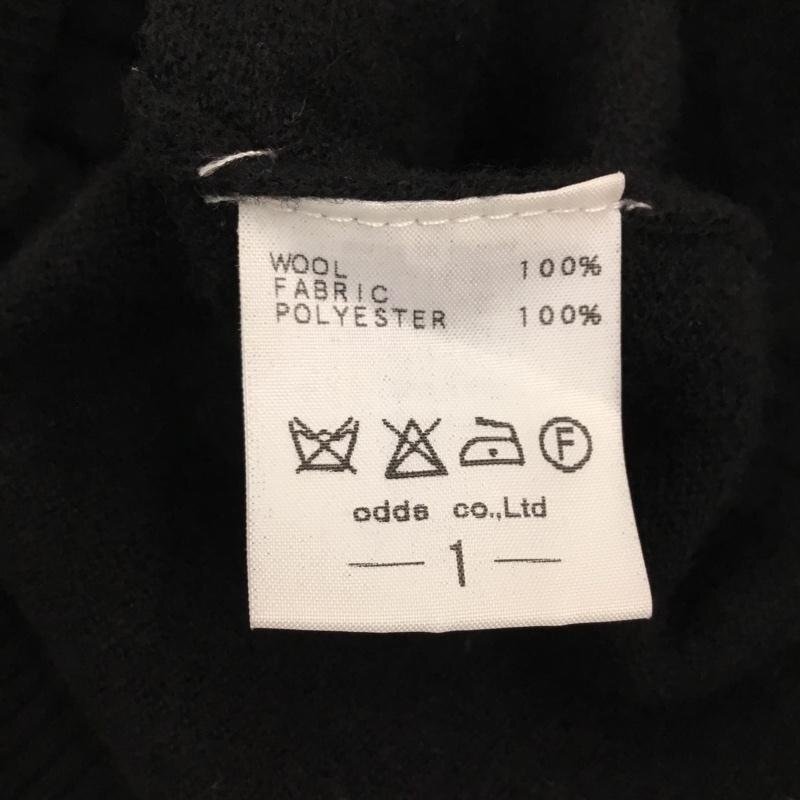 WOOL 100%
FABRIC
POLYESTER 100%
F
odds co.,Ltd
1